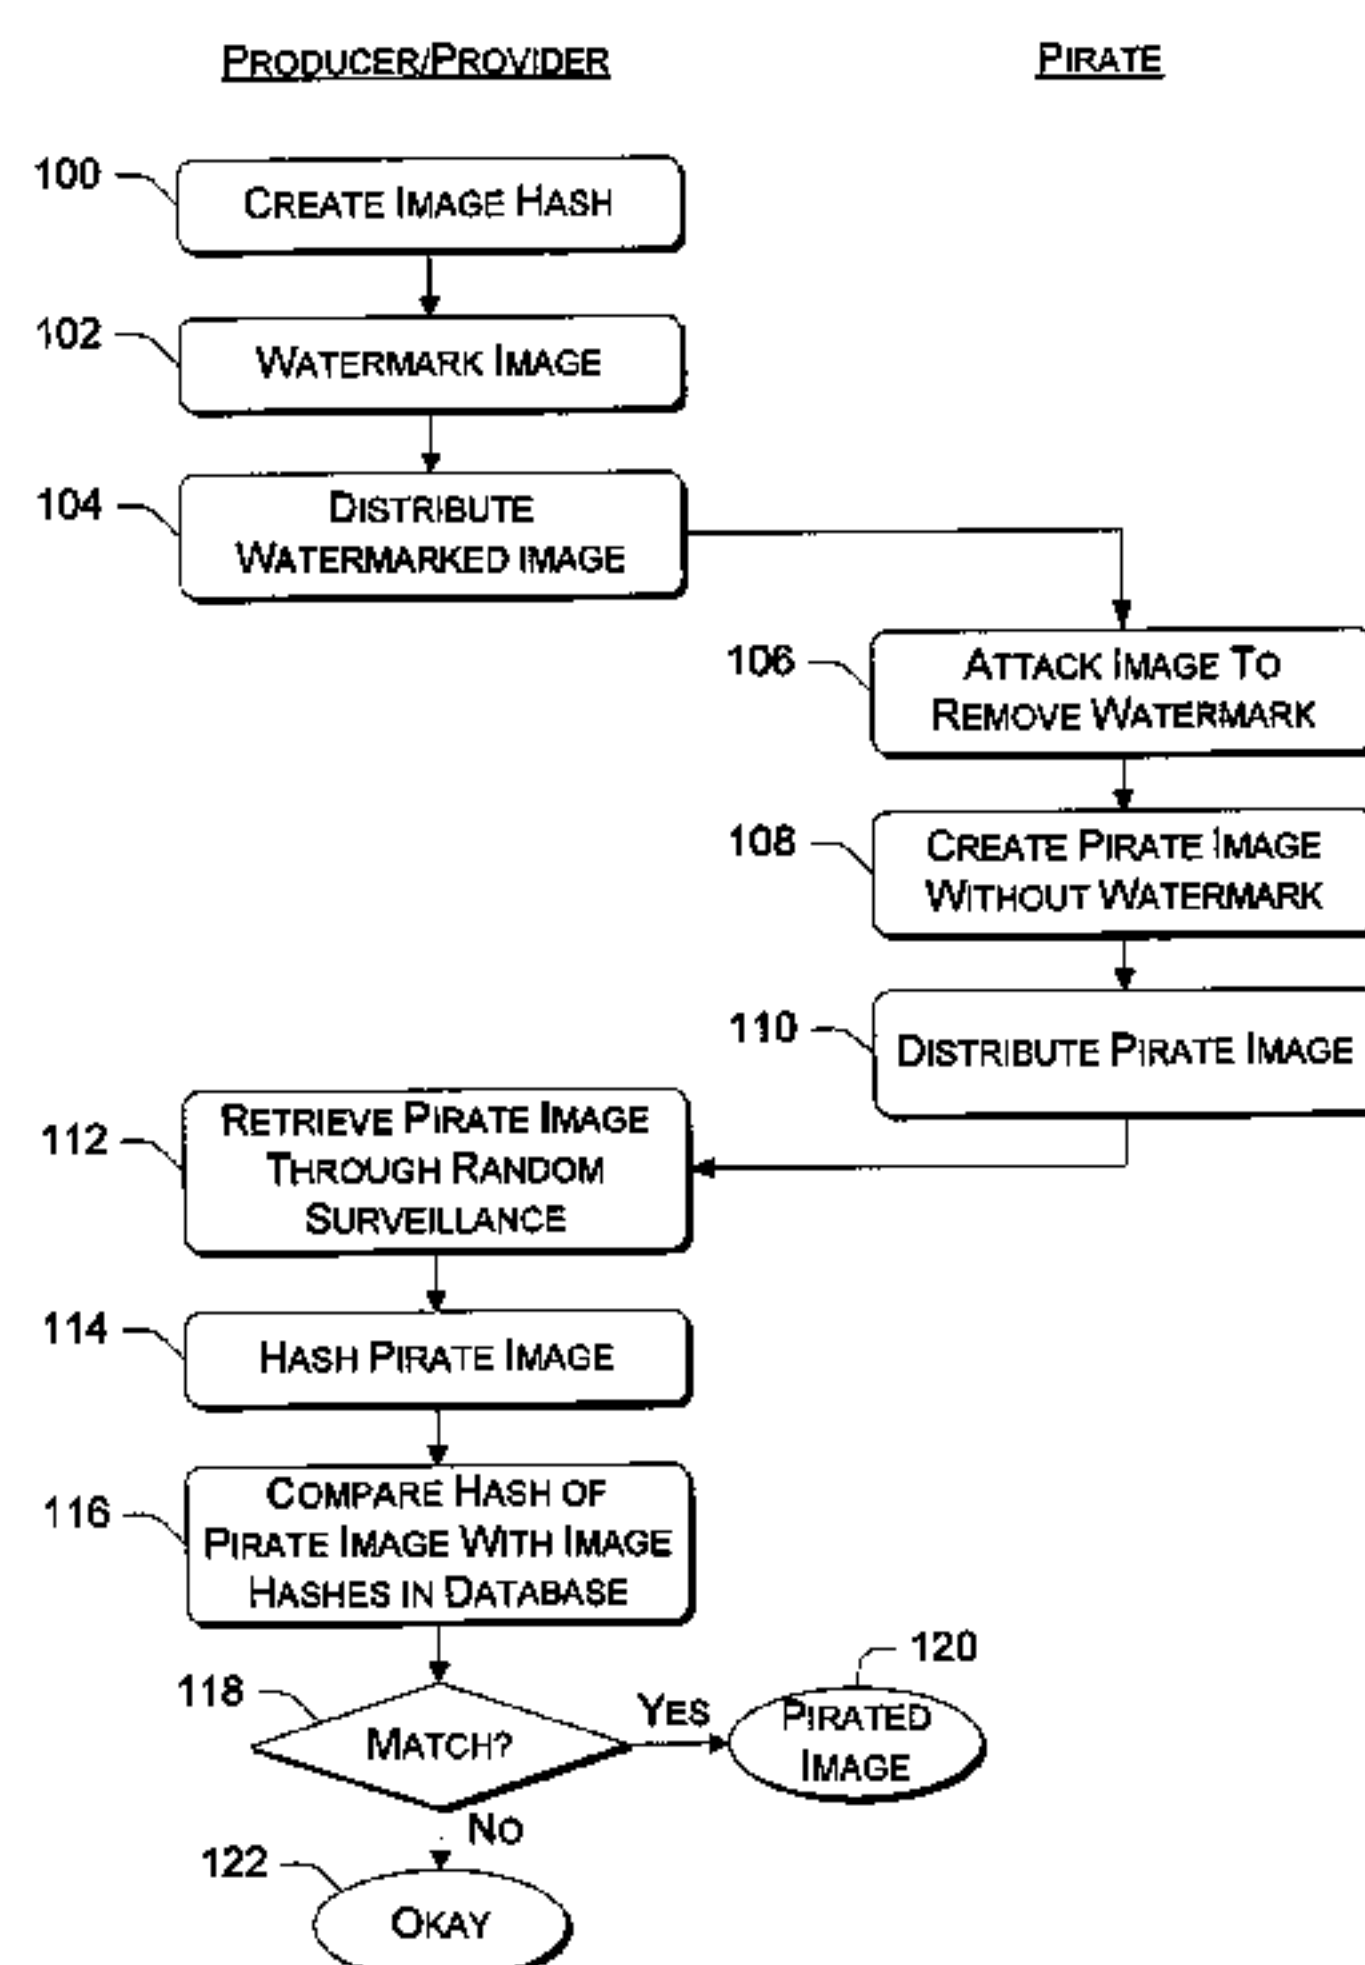 PRODUCER/PROVIDER
PIRATE
100
CREATE IMAGE HASH
102
WATERMARK IMAGE
104
DISTRIBUTE
WATERMARKED IMAGE
106
ATTACK IMAGE TO
REMOVE WATERMARK
108
CREATE PIRATE IMAGE
WITHOUT WATERMARK
110
DISTRIBUTE PIRATE IMAGE
112
RETRIEVE PIRATE IMAGE
THROUGH RANDOM
SURVEILLANCE
114
HASH PIRATE IMAGE
116
COMPARE HASH OF
PIRATE IMAGE WITH IMAGE
HASHES IN DATABASE
118
MATCH?
YES
120
PIRATED
IMAGE
NO
122
OKAY